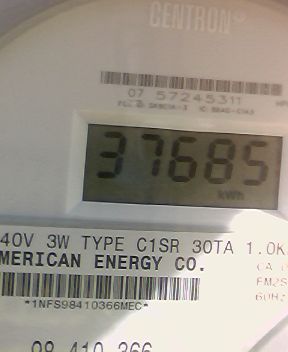 CENTRON®
07 57245311
37685
kWh
40V 3W TYPE C1SR 30TA 1.0K
MERICAN ENERGY CO.
CA
FM2S
60HZ
*1NFS98410366MEC*
98 410 366